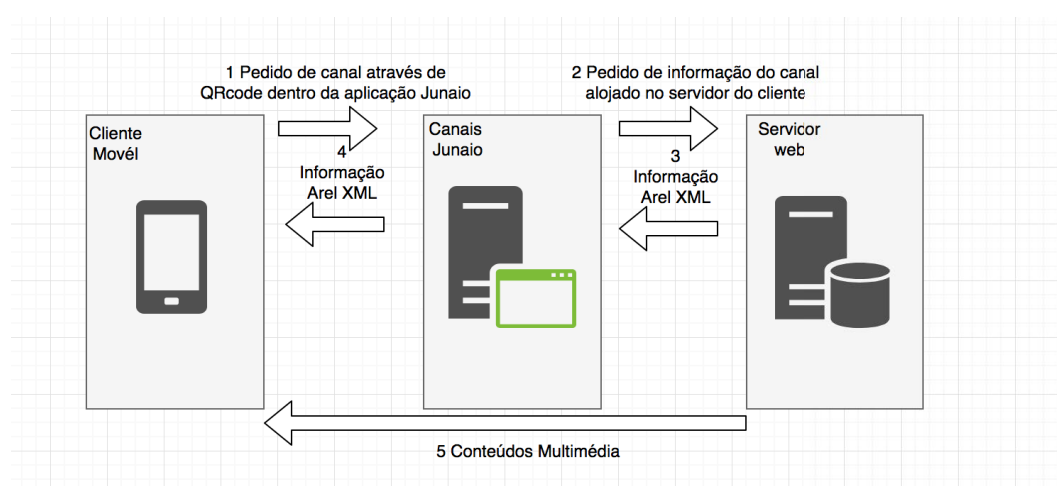 1 Pedido de canal através de
QRcode dentro da aplicação Junaio
2 Pedido de informação do canal
alojado no servidor do cliente
Cliente
Movél
4
Informação
Arel XML
Canais
Junaio
3
Informação
Arel XML
Servicor
web
5 Conteúdos Multimédia